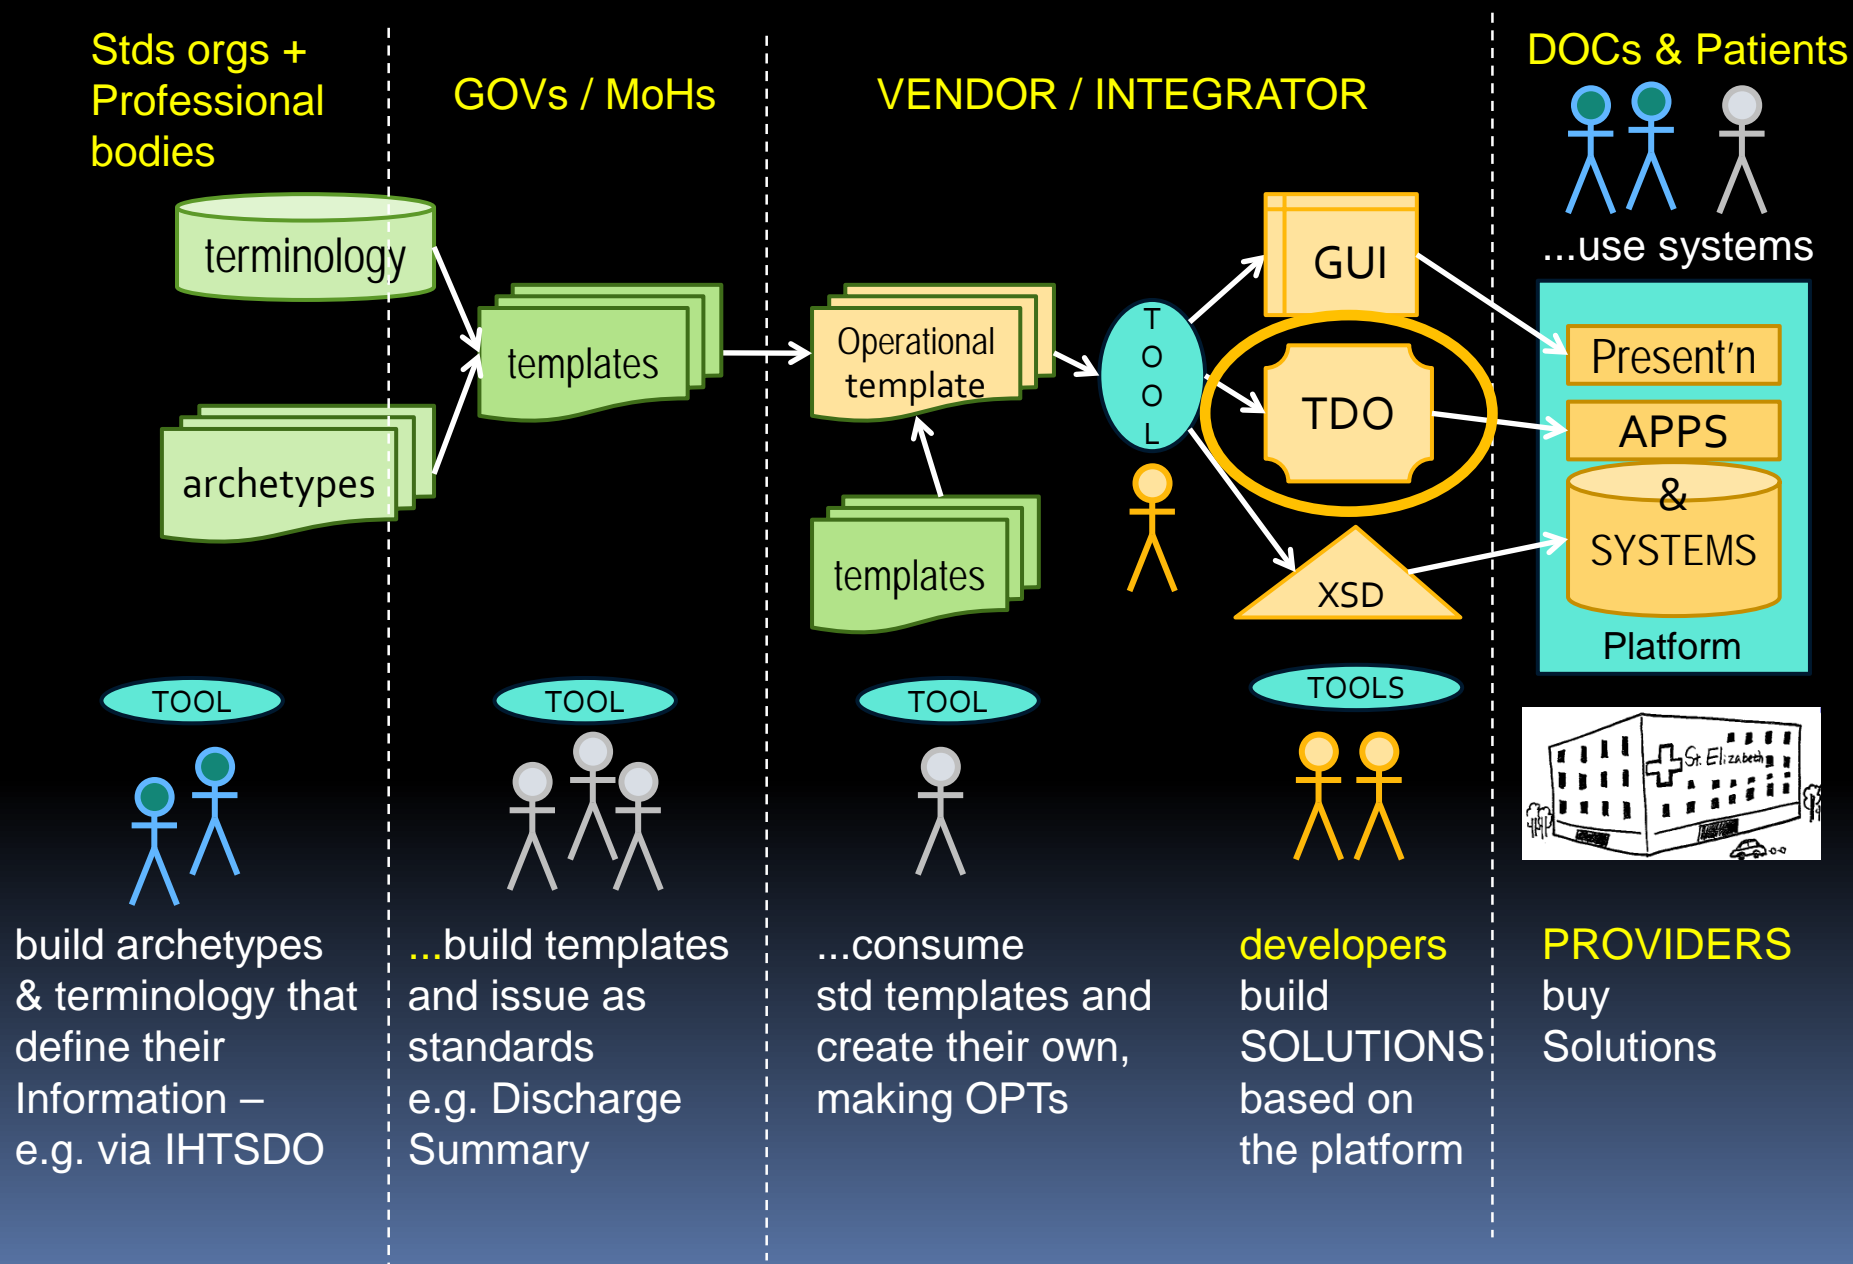 Stds orgs +
Professional
bodies
GOVs / MoHs
VENDOR / INTEGRATOR
DOCs & Patients
...use systems
terminology
archetypes
templates
Operational
template
templates
T
O
O
L
GUI
TDO
XSD
Present'n
APPS
&
SYSTEMS
Platform
TOOL
TOOL
TOOL
TOOLS
St. Elizabeth
build archetypes
& terminology that
define their
Information –
e.g. via IHTSDO
...build templates
and issue as
standards
e.g. Discharge
Summary
...consume
std templates and
create their own,
making OPTs
developers
build
SOLUTIONS
based on
the platform
PROVIDERS
buy
Solutions